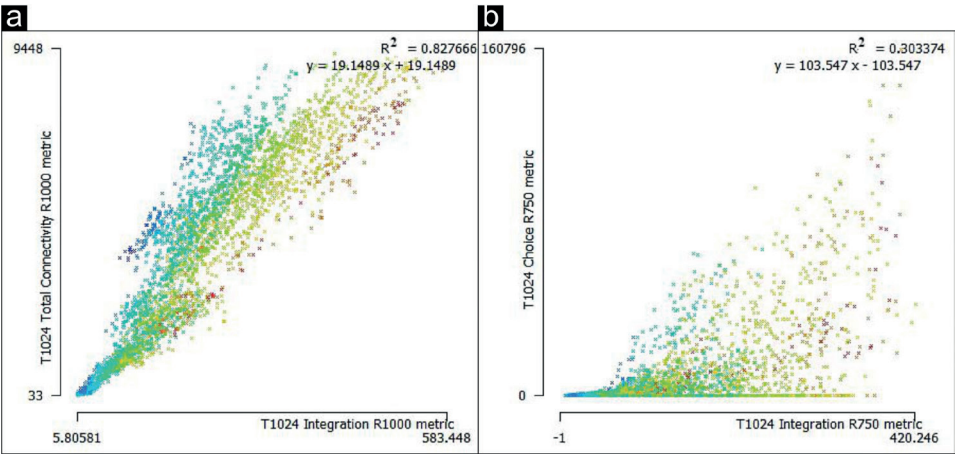 a
9448
R² = 0.827666
y = 19.1489 x + 19.1489
T1024 Total Connectivity R1000 metric
33
T1024 Integration R1000 metric
5.80581
583.448
b
160796
R² = 0.303374
y = 103.547 x - 103.547
T1024 Choice R750 metric
0
T1024 Integration R750 metric
-1
420.246